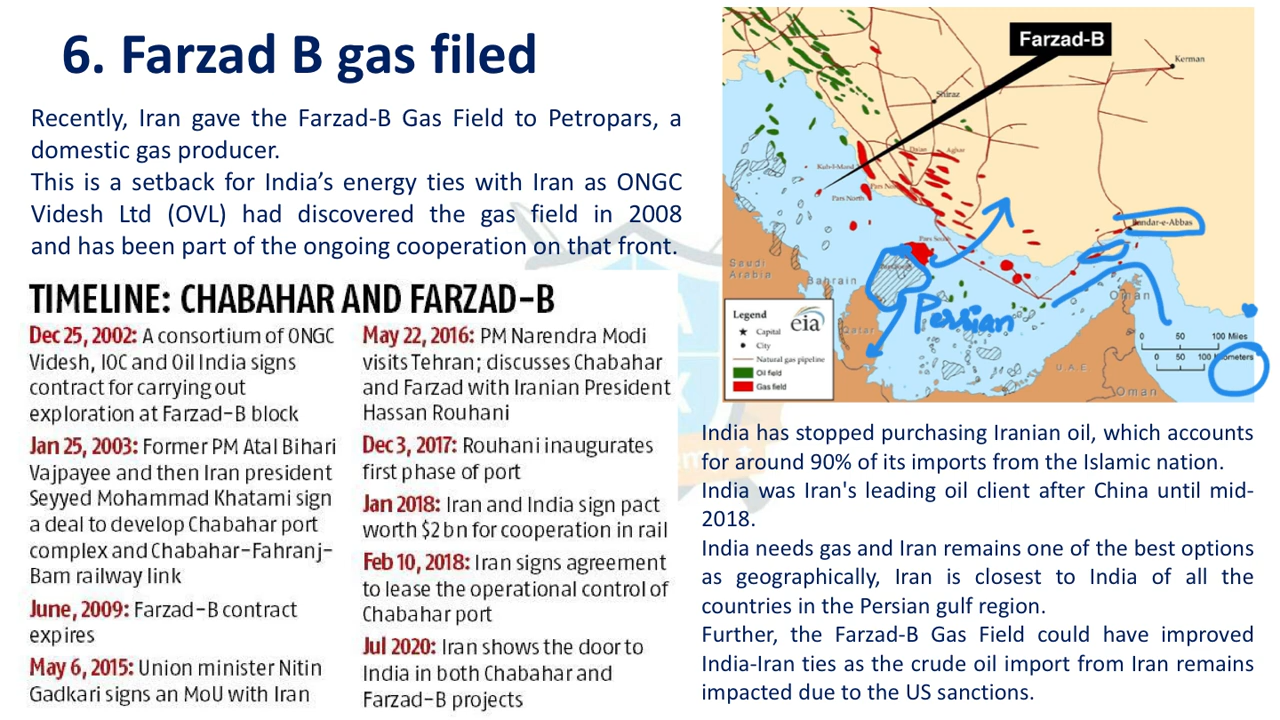 6. Farzad B gas filed
Recently, Iran gave the Farzad-B Gas Field to Petropars, a
domestic gas producer.
This is a setback for India’s energy ties with Iran as ONGC
Videsh Ltd (OVL) had discovered the gas field in 2008
and has been part of the ongoing cooperation on that front.
TIMELINE: CHABAHAR AND FARZAD-B
Dec 25, 2002: A consortium of ONGC
Videsh, IOC and Oil India signs
contract for carrying out
exploration at Farzad-B block
Jan 25, 2003: Former PM Atal Bihari
Vajpayee and then Iran president
Seyyed Mohammad Khatami sign
a deal to develop Chabahar port
complex and Chabahar-Fahranj-
Bam railway link
June, 2009: Farzad-B contract
expires
May 6, 2015: Union minister Nitin
Gadkari signs an MoU with Iran
May 22, 2016: PM Narendra Modi
visits Tehran; discusses Chabahar
and Farzad with Iranian President
Hassan Rouhani
Dec 3, 2017: Rouhani inaugurates
first phase of port
Jan 2018: Iran and India sign pact
worth $2 bn for cooperation in rail
Feb 10, 2018: Iran signs agreement
to lease the operational control of
Chabahar port
Jul 2020: Iran shows the door to
India in both Chabahar and
Farzad-B projects
Farzad-B
Kerman
Shiraz
Aghar
Pars North
Pars South
Bandar-e-Abbas
Saudi
Arabia
Bahrain
Qatar
Persian
Oman
U.A.E
Oman
Legend
eia
Capital
City
Natural gas pipeline
Oil field
Gas field
0 50 100 Miles
0 50 100 Kilometers
India has stopped purchasing Iranian oil, which accounts
for around 90% of its imports from the Islamic nation.
India was Iran's leading oil client after China until mid-
2018.
India needs gas and Iran remains one of the best options
as geographically, Iran is closest to India of all the
countries in the Persian gulf region.
Further, the Farzad-B Gas Field could have improved
India-Iran ties as the crude oil import from Iran remains
impacted due to the US sanctions.